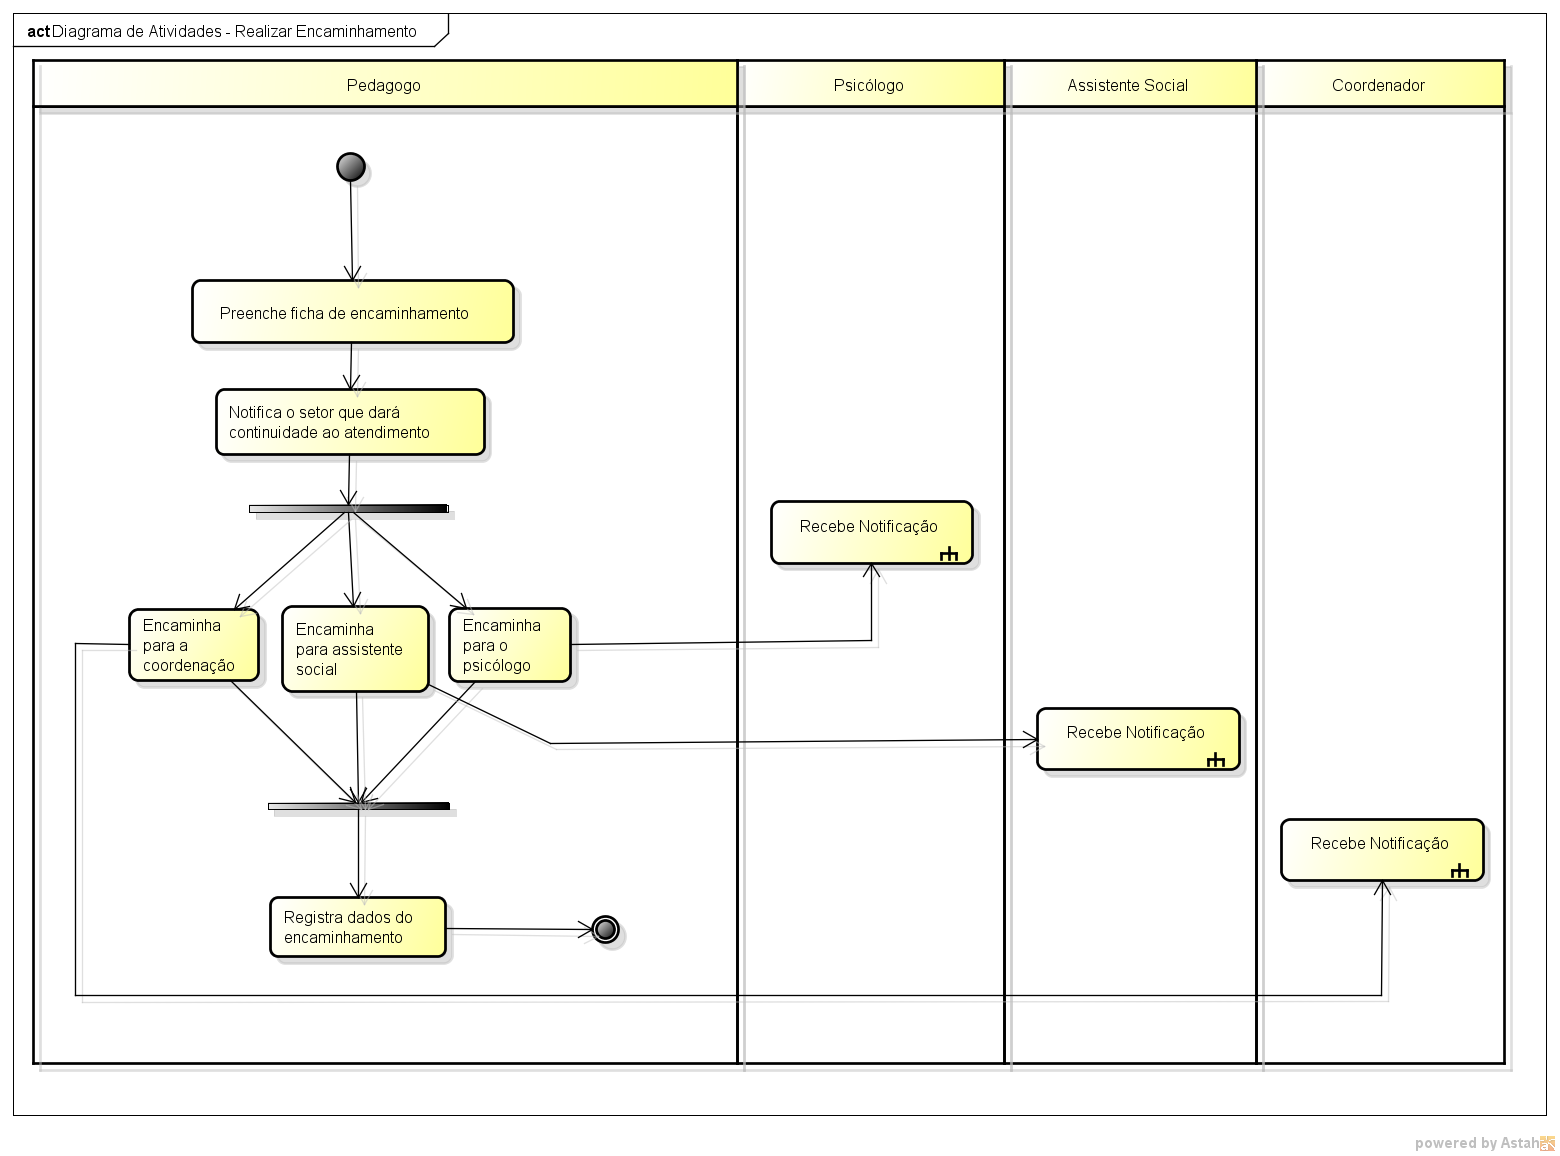 act Diagrama de Atividades - Realizar Encaminhamento
Pedagogo
Psicólogo
Assistente Social
Coordenador
Preenche ficha de encaminhamento
Notifica o setor que dará
continuidade ao atendimento
Recebe Notificação
Encaminha
para a
coordenação
Encaminha
para assistente
social
Encaminha
para o
psicólogo
Recebe Notificação
Recebe Notificação
Registra dados do
encaminhamento
powered by Astah